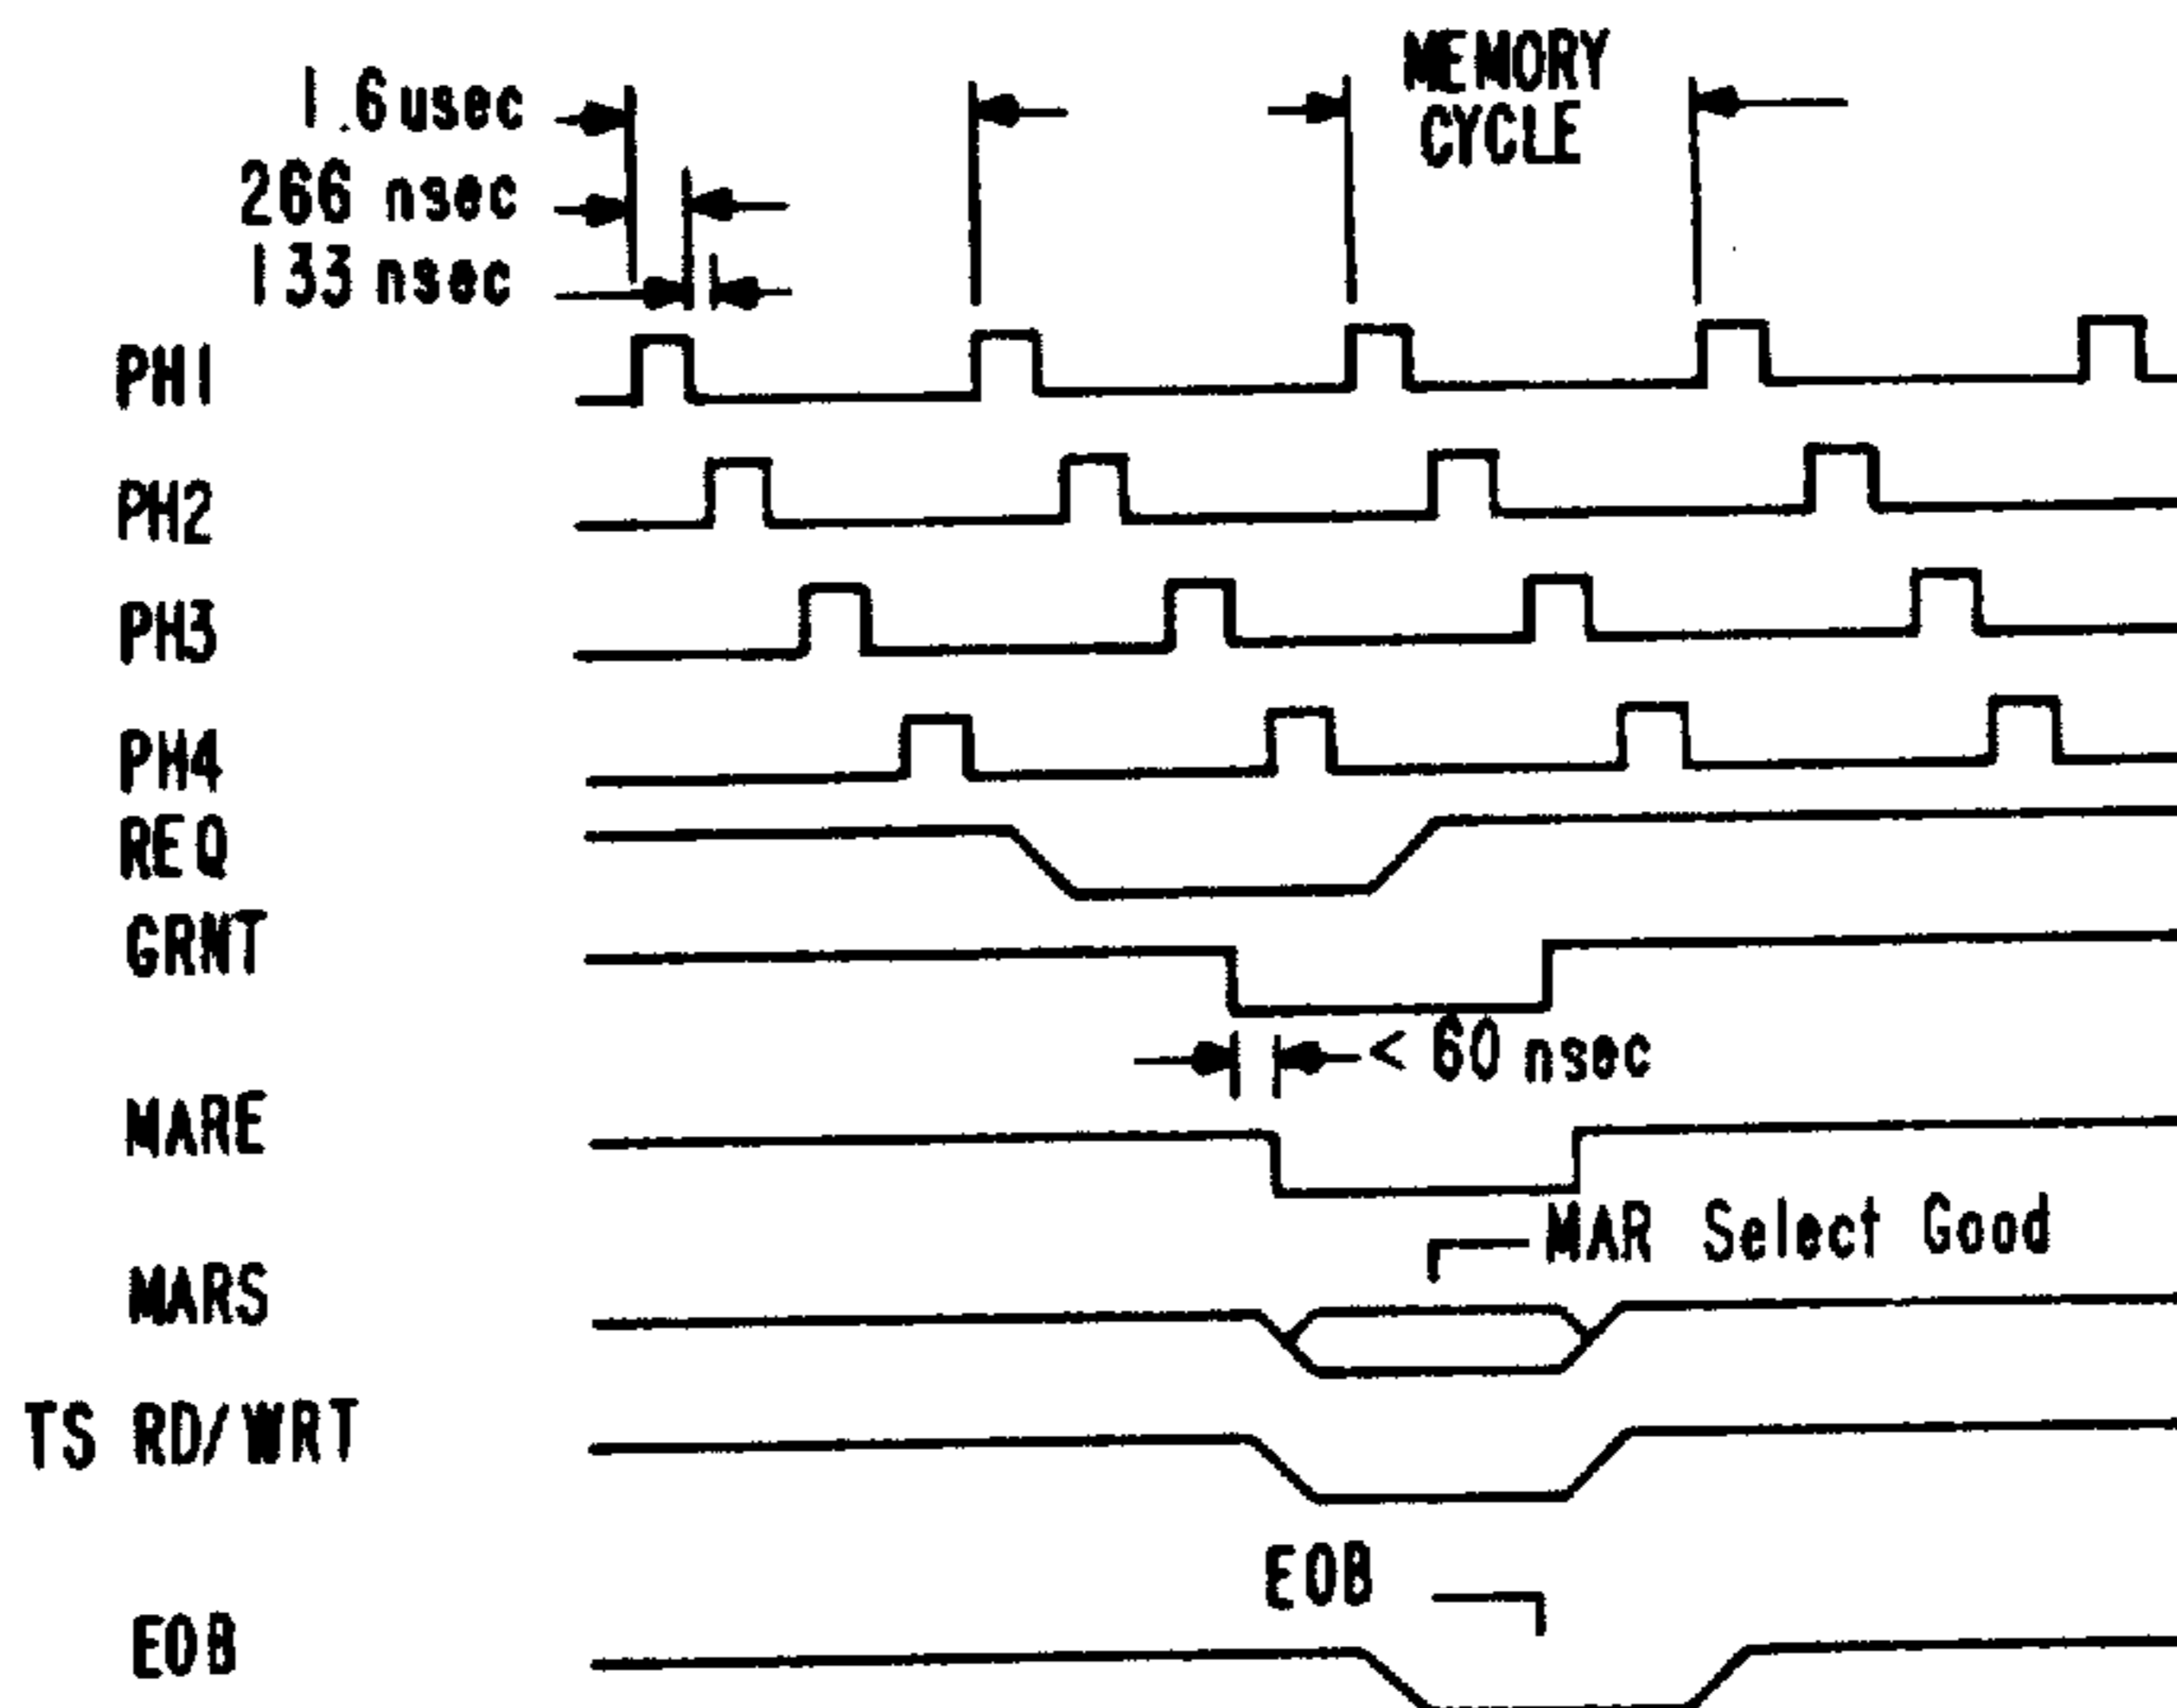 1.6usec
MEMORY
CYCLE
266 nsec
133 nsec
PH1
PH2
PH3
PH4
REQ
GRNT
< 60 nsec
MARE
MAR Select Good
MARS
TS RD/WRT
EOB
EOB